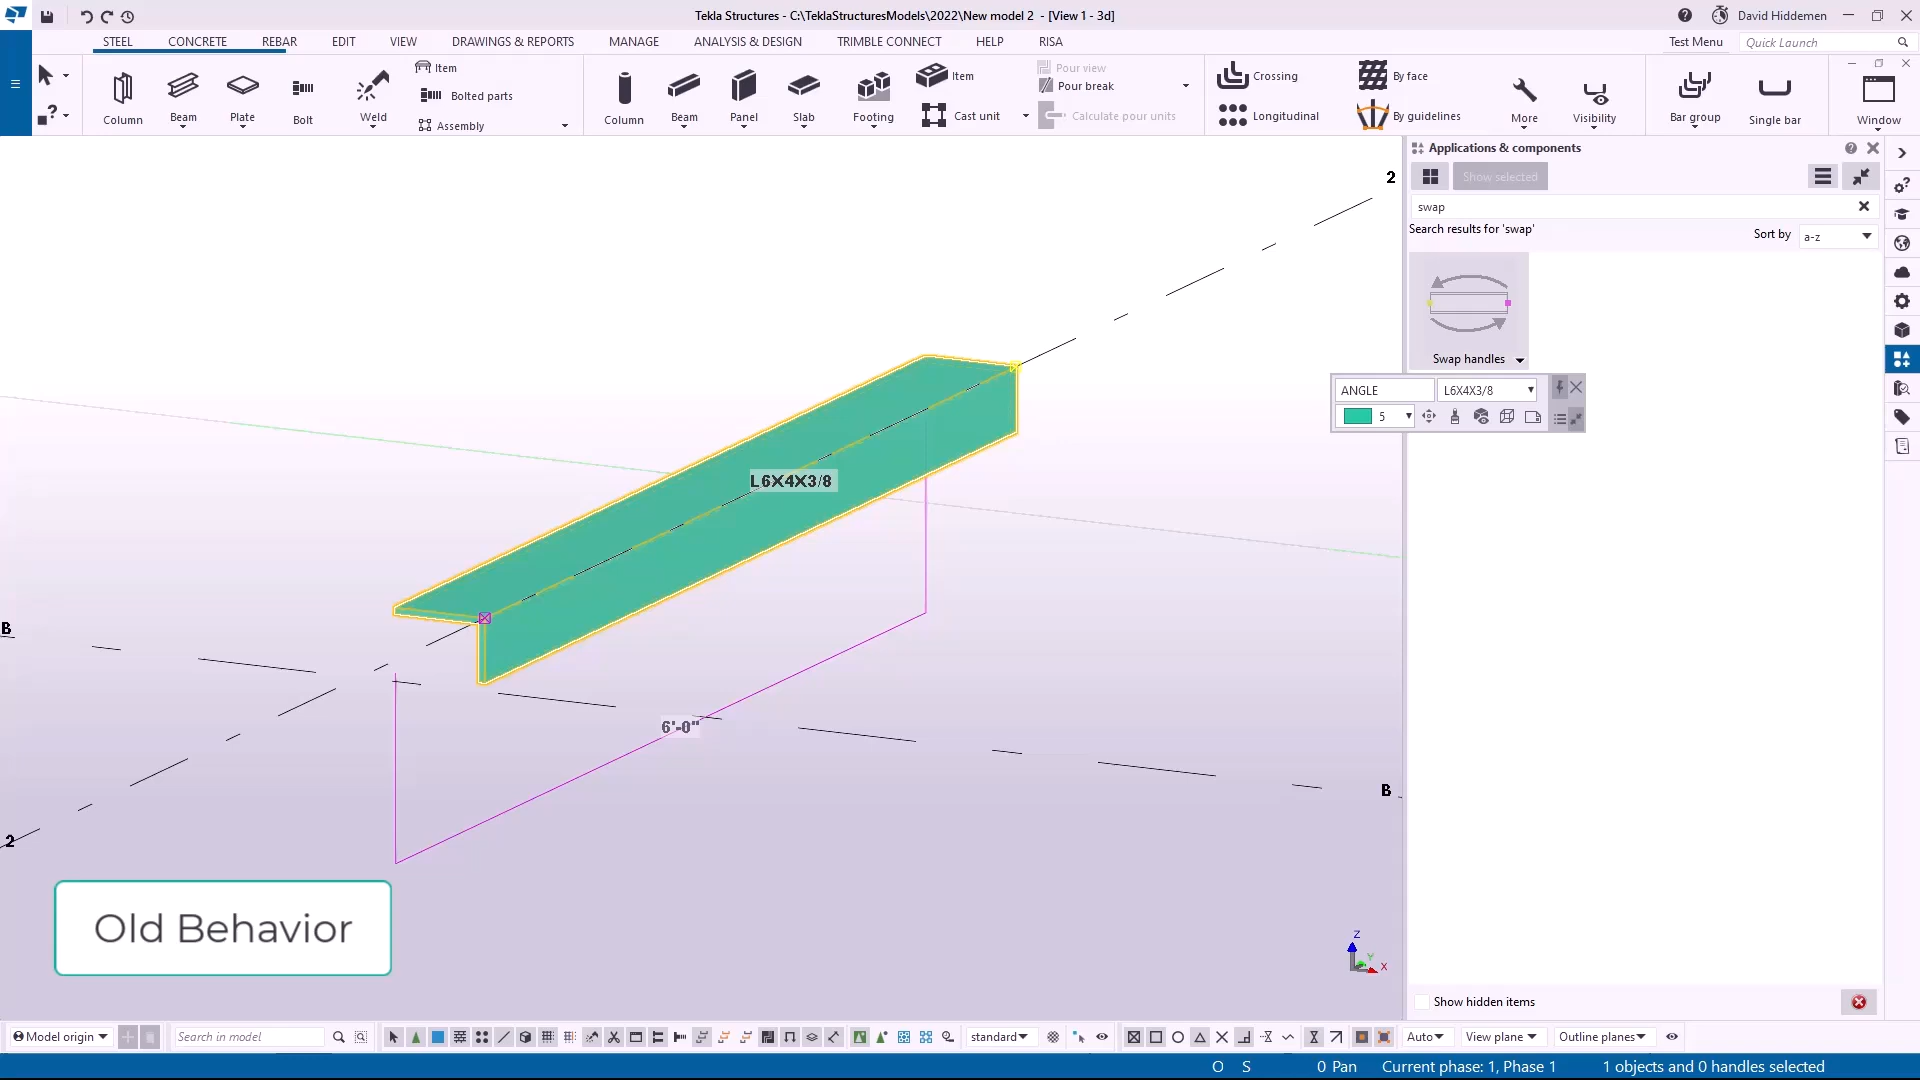 Tekla Structures - C:\TeklaStructuresModels\2022\New model 2 - [View 1 - 3d]
David Hiddemen
STEEL CONCRETE REBAR EDIT VIEW DRAWINGS & REPORTS MANAGE ANALYSIS & DESIGN TRIMBLE CONNECT HELP RISA
Test Menu
Quick Launch
Column
Beam
Plate
Bolt
Weld
Item
Bolted parts
Assembly
Column
Beam
Panel
Slab
Footing
Item
Cast unit
Pour view
Pour break
Calculate pour units
Crossing
Longitudinal
By face
By guidelines
More
Visibility
Bar group
Single bar
Window
Applications & components
Show selected
swap
Search results for 'swap'
Sort by
a-z
Swap handles
ANGLE
L6X4X3/8
5
2
L6X4X3/8
B
6'-0"
B
2
Old Behavior
Z
Y
X
Show hidden items
Model origin
Search in model
standard
Auto
View plane
Outline planes
O S 0 Pan Current phase: 1, Phase 1 1 objects and 0 handles selected